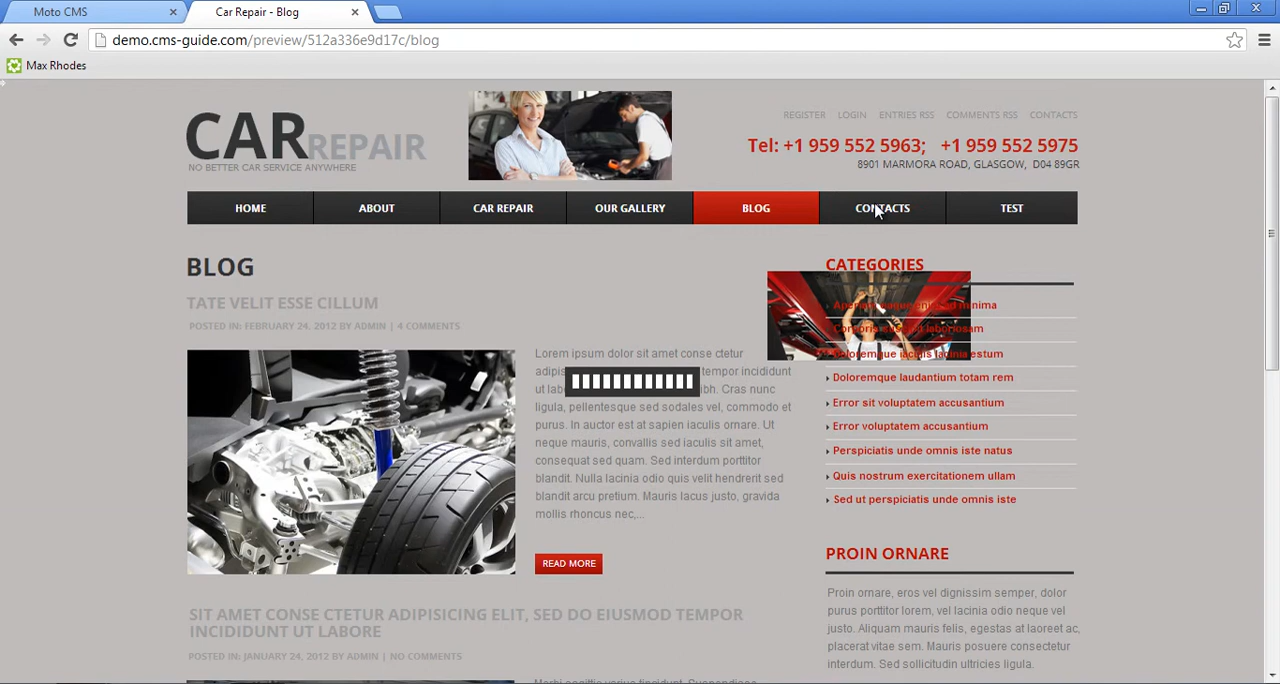 Moto CMS
Car Repair - Blog
demo.cms-guide.com/preview/512a336e9d17c/blog
Max Rhodes
CARREPAIR
NO BETTER CAR SERVICE ANYWHERE
REGISTER LOGIN ENTRIES RSS COMMENTS RSS CONTACTS
Tel: +1 959 552 5963; +1 959 552 5975
8901 MARMORA ROAD, GLASGOW, D04 89GR
HOME ABOUT CAR REPAIR OUR GALLERY BLOG CONTACTS TEST
BLOG
TATE VELIT ESSE CILLUM
POSTED IN: FEBRUARY 24, 2012 BY ADMIN | 4 COMMENTS
Lorem ipsum dolor sit amet conse ctetur
tempor incididunt
ut Cras nunc
ligula, pellentesque sed sodales vel, commodo et
purus. In auctor est at sapien iaculis ornare. Ut
neque mauris, convallis sed iaculis sit amet,
consequat sed quam. Sed interdum porttitor
blandit. Nulla lacinia odio quis velit hendrerit sed
blandit arcu pretium. Mauris lacus justo, gravida
mollis rhoncus nec,...
READ MORE
SIT AMET CONSE CTETUR ADIPISICING ELIT, SED DO EIUSMOD TEMPOR
INCIDIDUNT UT LABORE
POSTED IN: JANUARY 24, 2012 BY ADMIN | NO COMMENTS
CATEGORIES
minima
laboriosam
Doloremque iaculis lacinia estum
Doloremque laudantium totam rem
Error sit voluptatem accusantium
Error voluptatem accusantium
Perspiciatis unde omnis iste natus
Quis nostrum exercitationem ullam
Sed ut perspiciatis unde omnis iste
PROIN ORNARE
Proin ornare, eros vel dignissim semper, dolor
purus porttitor lorem, vel lacinia odio neque vel
justo. Aliquam mauris felis, egestas at laoreet ac,
placerat vitae sem. Mauris posuere consectetur
interdum. Sed sollicitudin ultricies ligula.